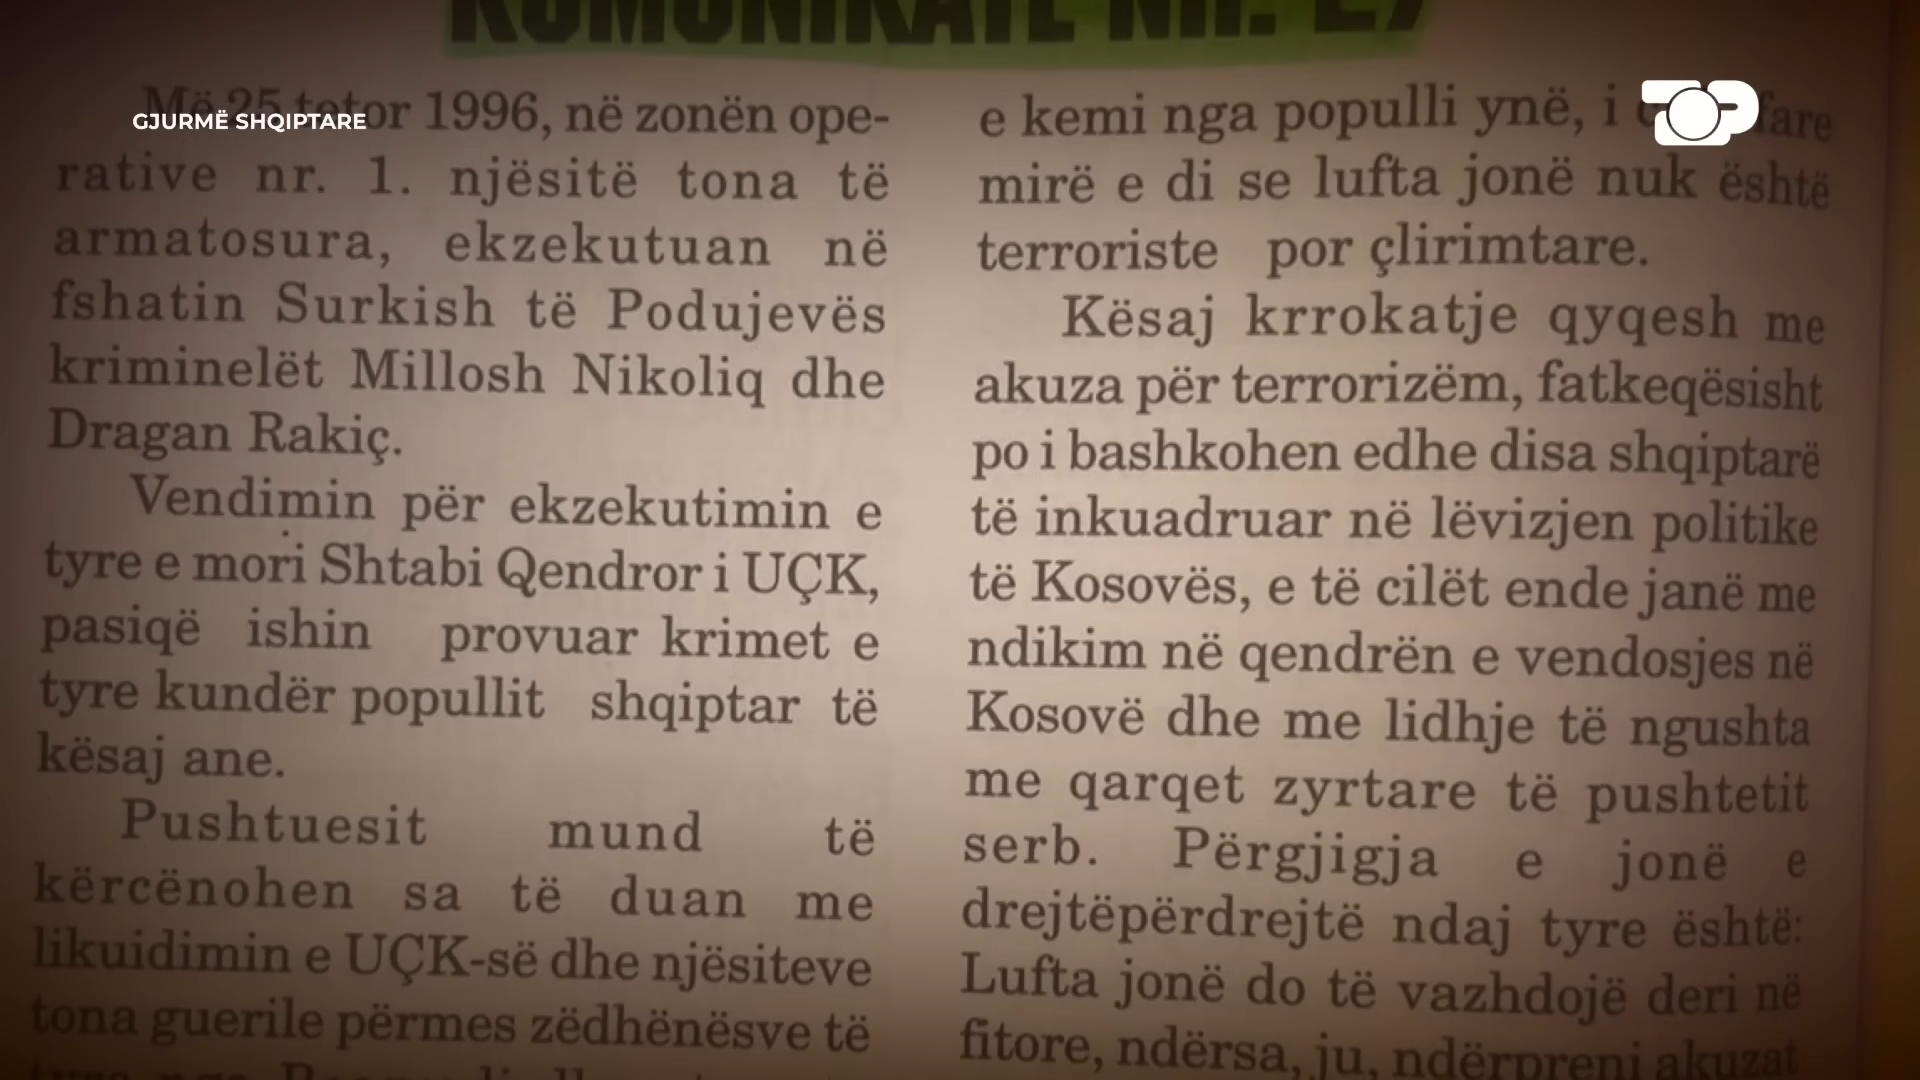 KOMUNIKATË NR. 27
GJURMË SHQIPTARE
Më 25 tetor 1996, në zonën ope-
rative nr. 1. njësitë tona të
armatosura, ekzekutuan në
fshatin Surkish të Podujevës
kriminelët Millosh Nikoliq dhe
Dragan Rakiç.
Vendimin për ekzekutimin e
tyre e mori Shtabi Qendror i UÇK,
pasiqë ishin provuar krimet e
tyre kundër popullit shqiptar të
kësaj ane.
Pushtuesit mund të
kërcënohen sa të duan me
likuidimin e UÇK-së dhe njësiteve
tona guerile përmes zëdhënësve të
e kemi nga populli ynë, i
mirë e di se lufta jonë nuk është
terroriste por çlirimtare.
Kësaj krrokatje qyqesh me
akuza për terrorizëm, fatkeqësisht
po i bashkohen edhe disa shqiptarë
të inkuadruar në lëvizjen politike
të Kosovës, e të cilët ende janë me
ndikim në qendrën e vendosjes në
Kosovë dhe me lidhje të ngushta
me qarqet zyrtare të pushtetit
serb. Përgjigja e jonë e
drejtëpërdrejtë ndaj tyre është:
Lufta jonë do të vazhdojë deri në
fitore, ndërsa, ju, ndërpreni akuzat
TOP